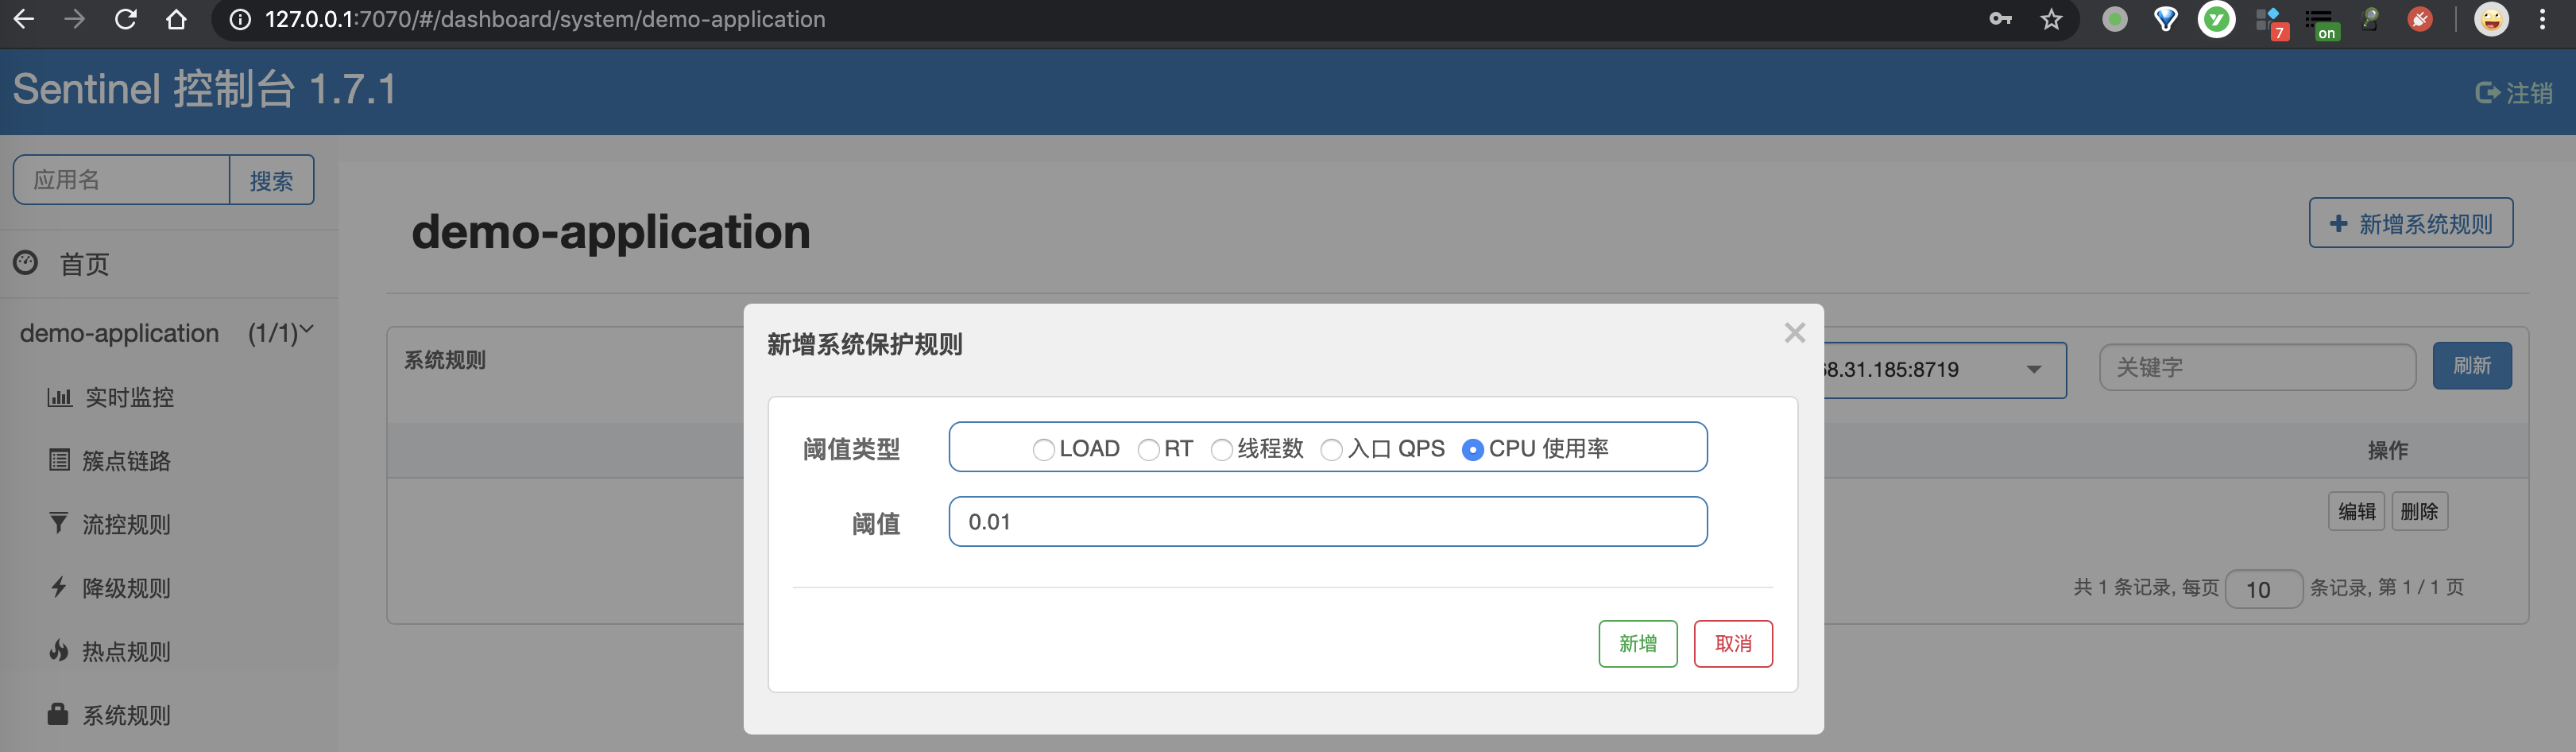 127.0.0.1:7070/#/dashboard/system/demo-application
7
on
Sentinel 控制台 1.7.1
注销
应用名
搜索
首页
demo-application (1/1)
实时监控
簇点链路
流控规则
降级规则
热点规则
系统规则
demo-application
新增系统规则
系统规则
68.31.185:8719
关键字
刷新
操作
编辑
删除
共 1 条记录, 每页 10 条记录, 第 1 / 1 页
新增系统保护规则
×
阈值类型 LOAD RT 线程数 入口 QPS CPU 使用率
阈值 0.01
新增
取消